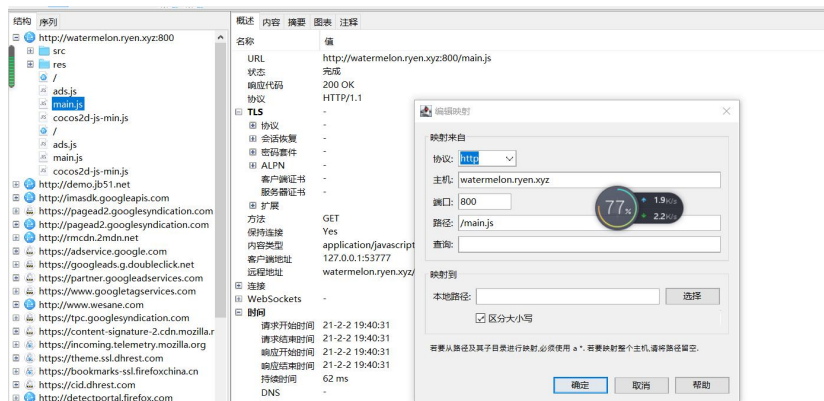 结构 序列
http://watermelon.ryen.xyz:800
src
res
/
ads.js
main.js
cocos2d-js-min.js
/
ads.js
main.js
cocos2d-js-min.js
http://demo.jb51.net
http://imasdk.googleapis.com
https://pagead2.googlesyndication.com
http://pagead2.googlesyndication.com
http://rmcdn.2mdn.net
https://adservice.google.com
https://googleads.g.doubleclick.net
https://partner.googleadservices.com
https://www.googletagservices.com
http://www.wesane.com
https://tpc.googlesyndication.com
https://content-signature-2.cdn.mozilla.r
https://incoming.telemetry.mozilla.org
https://theme.ssl.dhrest.com
https://bookmarks-ssl.firefoxchina.cn
https://cid.dhrest.com
http://detectportal.firefox.com
概述 内容 摘要 图表 注释
名称 值
URL http://watermelon.ryen.xyz:800/main.js
状态 完成
响应代码 200 OK
协议 HTTP/1.1
TLS -
协议 -
会话恢复 -
密码套件 -
ALPN -
客户端证书 -
服务器证书 -
扩展
方法 GET
保持连接 Yes
内容类型 application/javascript
客户端地址 127.0.0.1:53777
远程地址 watermelon.ryen.xyz/
连接
WebSockets -
时间
请求开始时间 21-2-2 19:40:31
请求结束时间 21-2-2 19:40:31
响应开始时间 21-2-2 19:40:31
响应结束时间 21-2-2 19:40:31
持续时间 62 ms
DNS -
编辑映射
映射来自
协议: http
主机: watermelon.ryen.xyz
端口: 800
路径: /main.js
查询:
77%
1.9K/s
2.2K/s
映射到
本地路径: 选择
区分大小写
若要从路径及其子目录进行映射,必须使用 a *. 若要映射整个主机,请将路径留空.
确定 取消 帮助